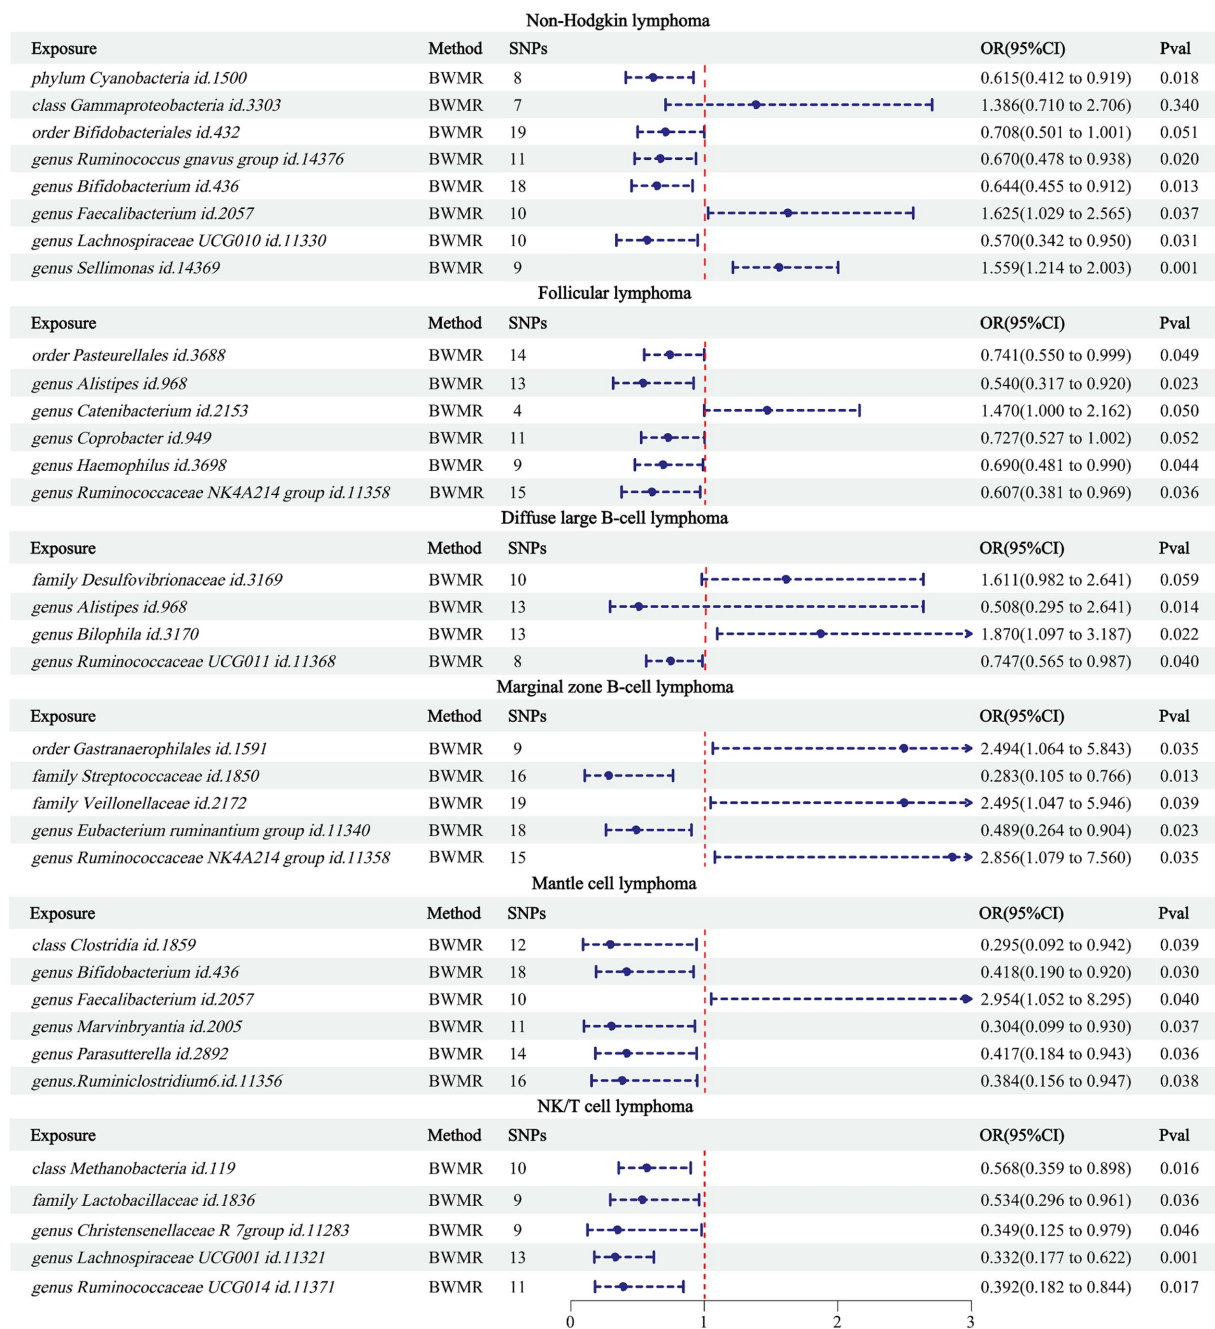 Non-Hodgkin lymphoma
Exposure Method SNPs OR(95%CI) Pval
phylum Cyanobacteria id.1500 BWMR 8 0.615(0.412 to 0.919) 0.018
class Gammaproteobacteria id.3303 BWMR 7 1.386(0.710 to 2.706) 0.340
order Bifidobacteriales id.432 BWMR 19 0.708(0.501 to 1.001) 0.051
genus Ruminococcus gnavus group id.14376 BWMR 11 0.670(0.478 to 0.938) 0.020
genus Bifidobacterium id.436 BWMR 18 0.644(0.455 to 0.912) 0.013
genus Faecalibacterium id.2057 BWMR 10 1.625(1.029 to 2.565) 0.037
genus Lachnospiraceae UCG010 id.11330 BWMR 10 0.570(0.342 to 0.950) 0.031
genus Sellimonas id.14369 BWMR 9 1.559(1.214 to 2.003) 0.001
Follicular lymphoma
Exposure Method SNPs OR(95%CI) Pval
order Pasteurellales id.3688 BWMR 14 0.741(0.550 to 0.999) 0.049
genus Alistipes id.968 BWMR 13 0.540(0.317 to 0.920) 0.023
genus Catenibacterium id.2153 BWMR 4 1.470(1.000 to 2.162) 0.050
genus Coprobacter id.949 BWMR 11 0.727(0.527 to 1.002) 0.052
genus Haemophilus id.3698 BWMR 9 0.690(0.481 to 0.990) 0.044
genus Ruminococcaceae NK4A214 group id.11358 BWMR 15 0.607(0.381 to 0.969) 0.036
Diffuse large B-cell lymphoma
Exposure Method SNPs OR(95%CI) Pval
family Desulfovibrionaceae id.3169 BWMR 10 1.611(0.982 to 2.641) 0.059
genus Alistipes id.968 BWMR 13 0.508(0.295 to 2.641) 0.014
genus Bilophila id.3170 BWMR 13 1.870(1.097 to 3.187) 0.022
genus Ruminococcaceae UCG011 id.11368 BWMR 8 0.747(0.565 to 0.987) 0.040
Marginal zone B-cell lymphoma
Exposure Method SNPs OR(95%CI) Pval
order Gastranaerophilales id.1591 BWMR 9 2.494(1.064 to 5.843) 0.035
family Streptococcaceae id.1850 BWMR 16 0.283(0.105 to 0.766) 0.013
family Veillonellaceae id.2172 BWMR 19 2.495(1.047 to 5.946) 0.039
genus Eubacterium ruminantium group id.11340 BWMR 18 0.489(0.264 to 0.904) 0.023
genus Ruminococcaceae NK4A214 group id.11358 BWMR 15 2.856(1.079 to 7.560) 0.035
Mantle cell lymphoma
Exposure Method SNPs OR(95%CI) Pval
class Clostridia id.1859 BWMR 12 0.295(0.092 to 0.942) 0.039
genus Bifidobacterium id.436 BWMR 18 0.418(0.190 to 0.920) 0.030
genus Faecalibacterium id.2057 BWMR 10 2.954(1.052 to 8.295) 0.040
genus Marvinbryantia id.2005 BWMR 11 0.304(0.099 to 0.930) 0.037
genus Parasutterella id.2892 BWMR 14 0.417(0.184 to 0.943) 0.036
genus.Ruminiclostridium6.id.11356 BWMR 16 0.384(0.156 to 0.947) 0.038
NK/T cell lymphoma
Exposure Method SNPs OR(95%CI) Pval
class Methanobacteria id.119 BWMR 10 0.568(0.359 to 0.898) 0.016
family Lactobacillaceae id.1836 BWMR 9 0.534(0.296 to 0.961) 0.036
genus Christensenellaceae R 7group id.11283 BWMR 9 0.349(0.125 to 0.979) 0.046
genus Lachnospiraceae UCG001 id.11321 BWMR 13 0.332(0.177 to 0.622) 0.001
genus Ruminococcaceae UCG014 id.11371 BWMR 11 0.392(0.182 to 0.844) 0.017
0 1 2 3